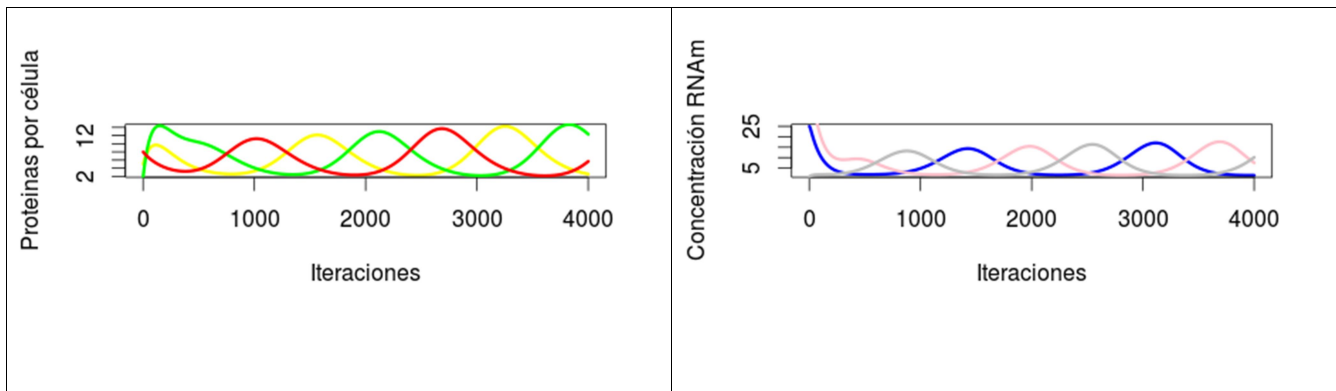 Proteinas por célula
12
2
0 1000 2000 3000 4000
Iteraciones
Concentración RNAm
25
5
0 1000 2000 3000 4000
Iteraciones